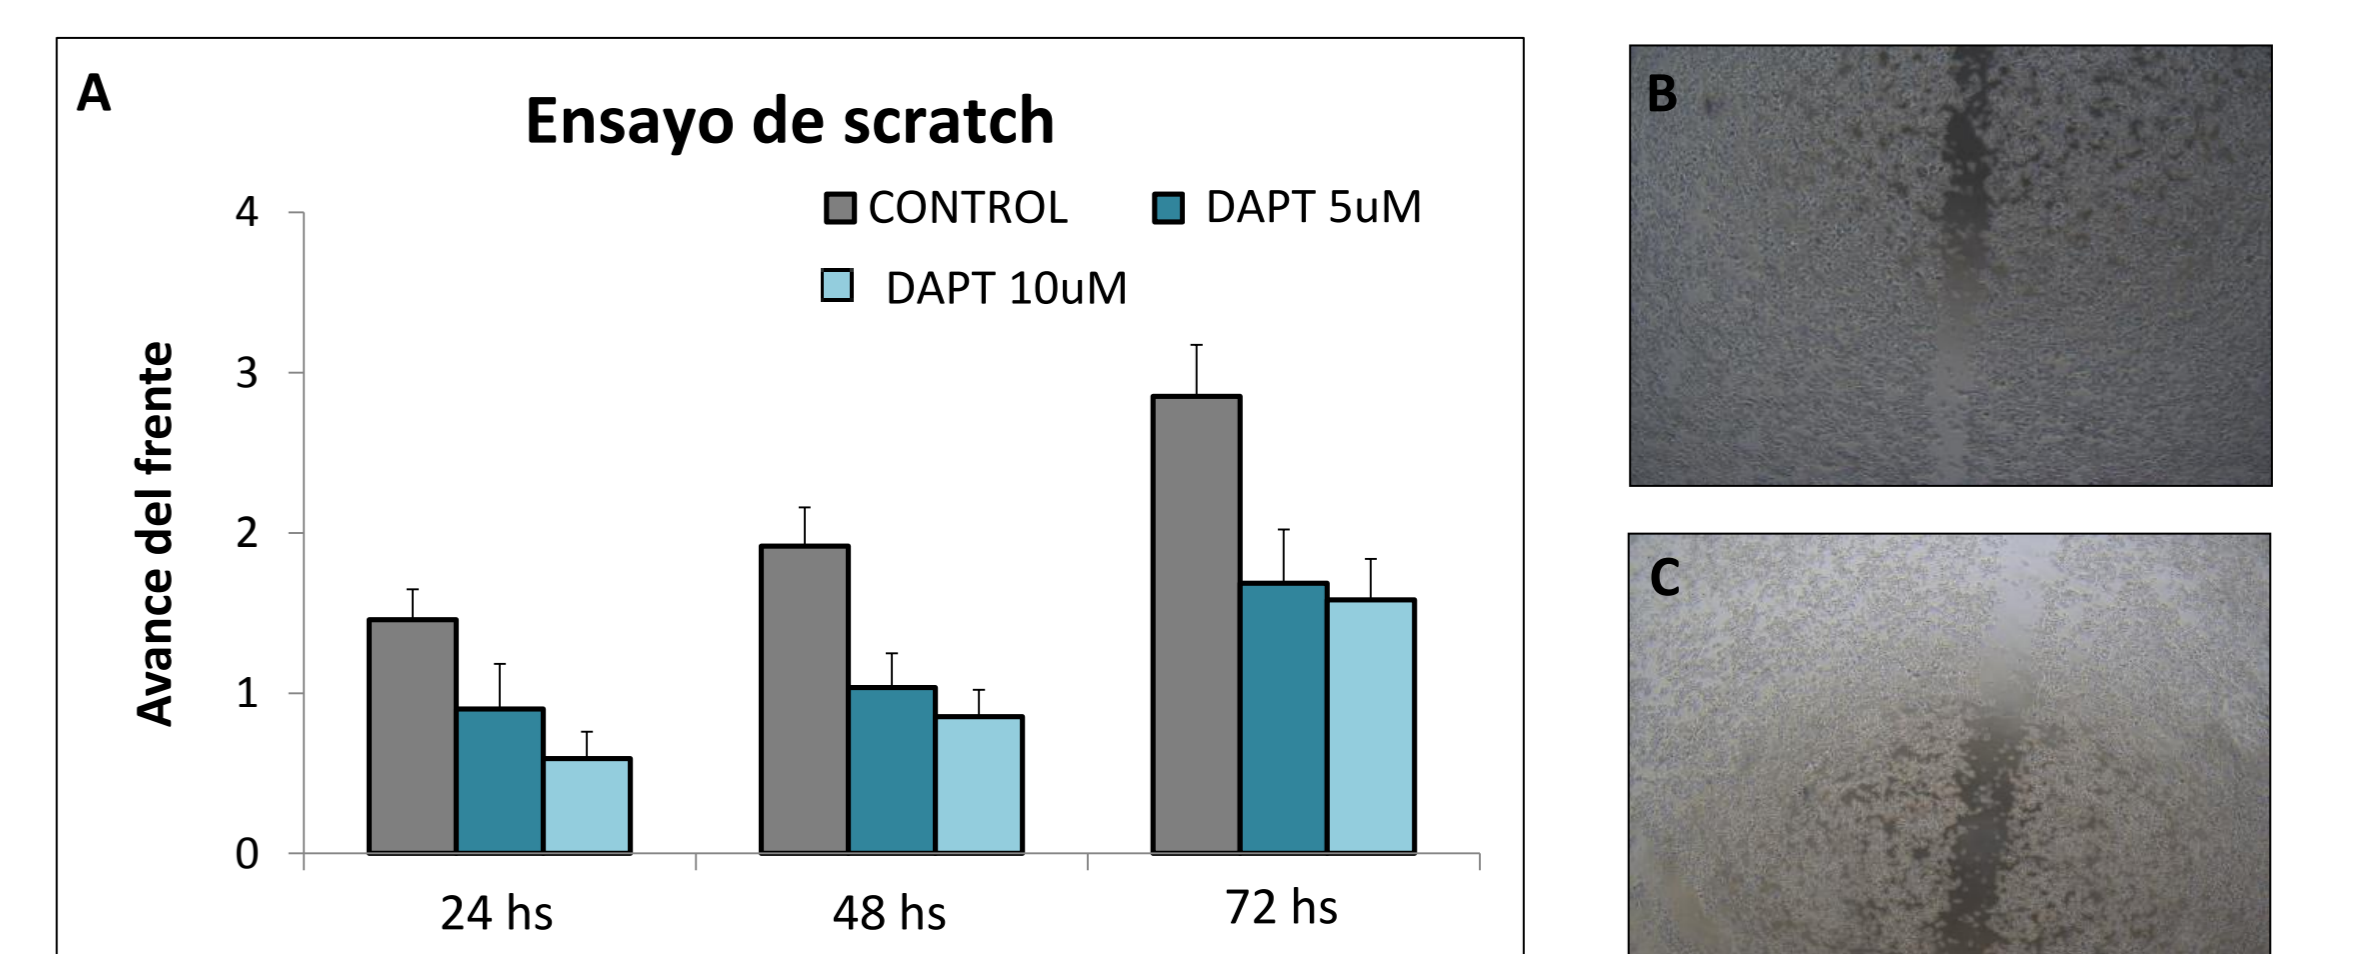 A
Ensayo de scratch
CONTROL
DAPT 5uM
DAPT 10uM
Avance del frente
4
3
2
1
0
24 hs
48 hs
72 hs
B
C